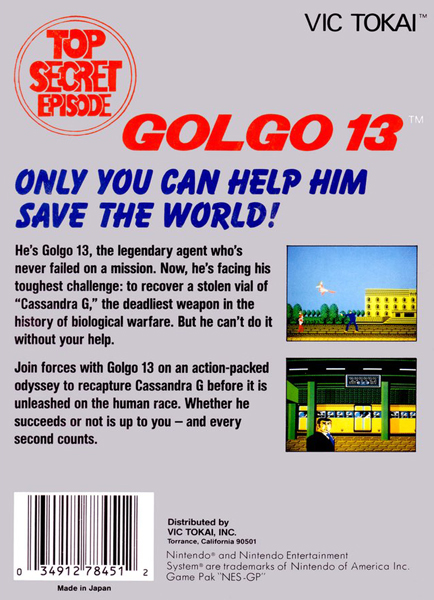 VIC TOKAI™
TOP
SECRET
EPISODE
GOLGO 13™
ONLY YOU CAN HELP HIM
SAVE THE WORLD!
He's Golgo 13, the legendary agent who's
never failed on a mission. Now, he's facing his
toughest challenge: to recover a stolen vial of
"Cassandra G," the deadliest weapon in the
history of biological warfare. But he can't do it
without your help.
Join forces with Golgo 13 on an action-packed
odyssey to recapture Cassandra G before it is
unleashed on the human race. Whether he
succeeds or not is up to you – and every
second counts.
0 34912 78451 2
Made in Japan
Distributed by
VIC TOKAI, INC.
Torrance, California 90501
Nintendo® and Nintendo Entertainment
System® are trademarks of Nintendo of America Inc.
Game Pak "NES-GP"